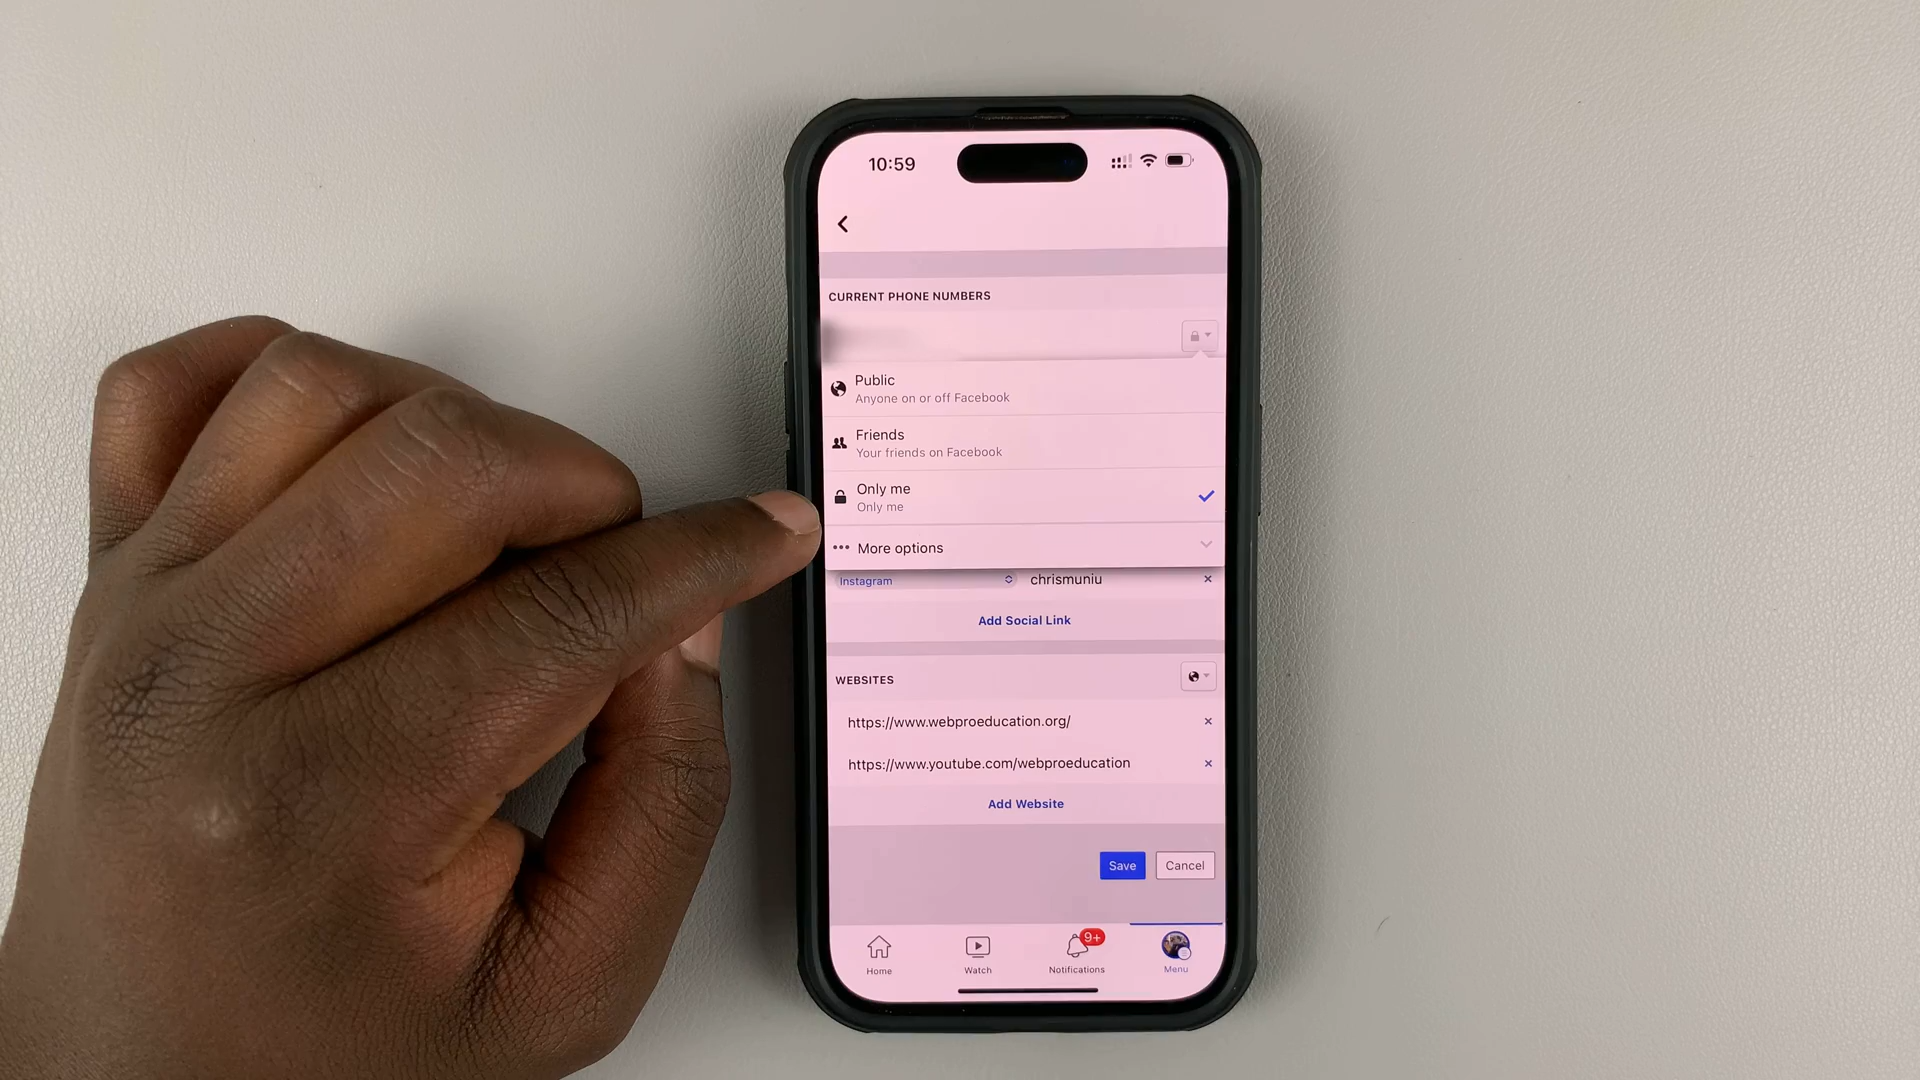 10:59
CURRENT PHONE NUMBERS
Public
Anyone on or off Facebook
Friends
Your friends on Facebook
Only me
Only me
More options
Instagram chrismuniu
Add Social Link
WEBSITES
https://www.webproeducation.org/
https://www.youtube.com/webproeducation
Add Website
Save Cancel
9+
Home Watch Notifications Menu